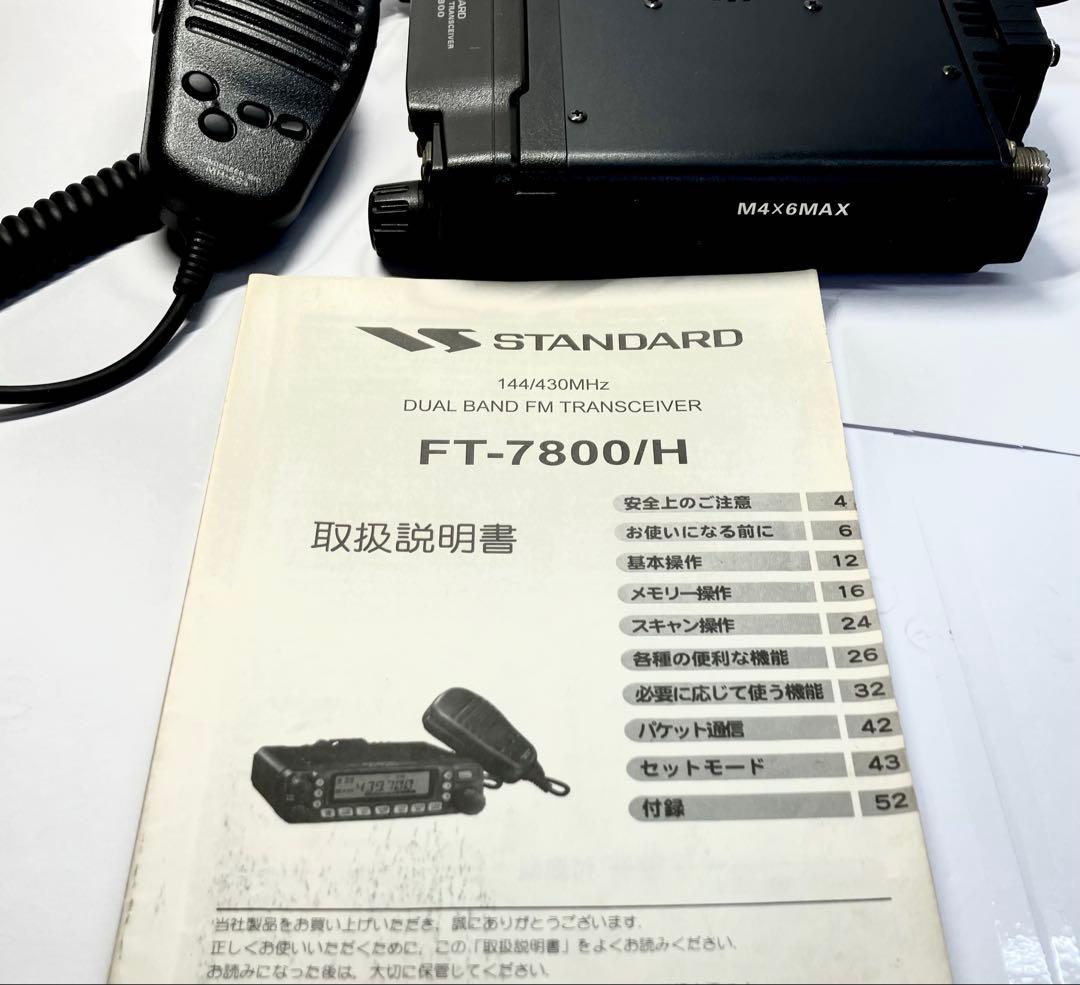 ARD
TRANSCEIVER
800
M4×6MAX
STANDARD
144/430MHz
DUAL BAND FM TRANSCEIVER
FT-7800/H
取扱説明書
安全上のご注意 4
お使いになる前に 6
基本操作 12
メモリー操作 16
スキャン操作 24
各種の便利な機能 26
必要に応じて使う機能 32
パケット通信 42
セットモード 43
付録 52
439.700
当社製品をお買い上げいただき、誠にありがとうございます.
正しくお使いいただくために、この「取扱説明書」をよくお読みください.
お読みになった後は、大切に保管してください.